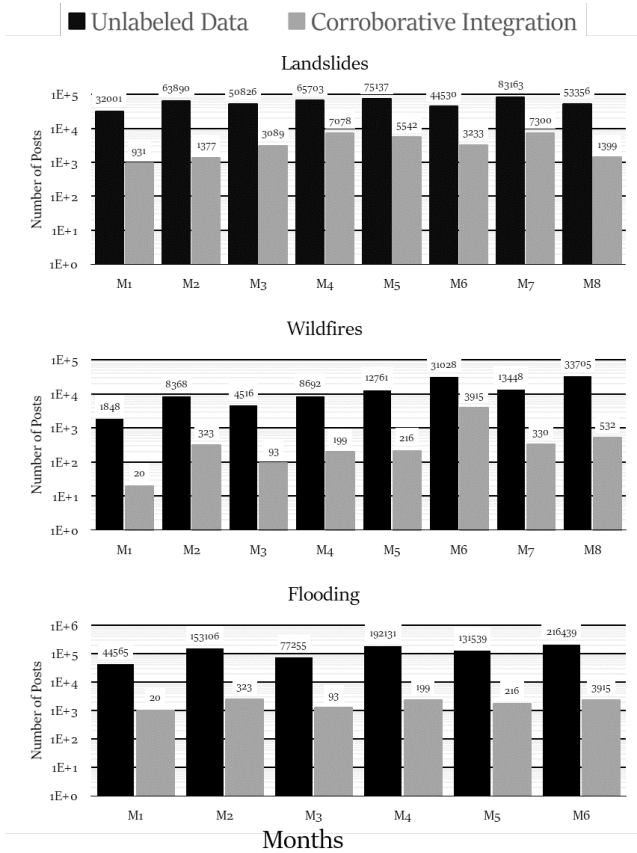 Unlabeled Data Corroborative Integration
Landslides
Number of Posts
1E+5
1E+4
1E+3
1E+2
1E+1
1E+0
32001 63890 50826 65703 75137 44530 83163 53356
931 1377 3089 7078 5542 3233 7300 1399
M1 M2 M3 M4 M5 M6 M7 M8
Wildfires
Number of Posts
1E+5
1E+4
1E+3
1E+2
1E+1
1E+0
1848 8368 4516 8692 12761 31028 13448 33705
20 323 93 199 216 3915 330 532
M1 M2 M3 M4 M5 M6 M7 M8
Flooding
Number of Posts
1E+6
1E+5
1E+4
1E+3
1E+2
1E+1
1E+0
44565 153106 77255 192131 131539 216439
20 323 93 199 216 3915
M1 M2 M3 M4 M5 M6
Months